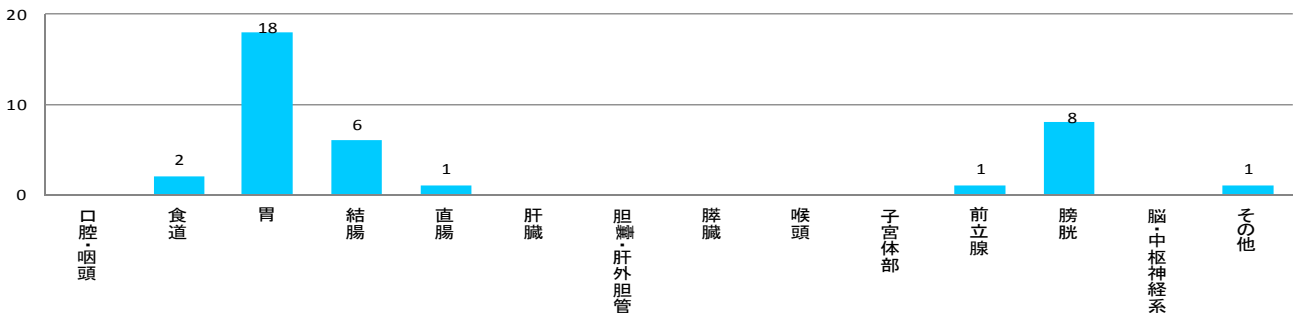 20
10
0
2
18
6
1
1
8
1
口腔・咽頭
食道
胃
結腸
直腸
肝臓
胆嚢・肝外胆管
膵臓
喉頭
子宮体部
前立腺
膀胱
脳・中枢神経系
その他